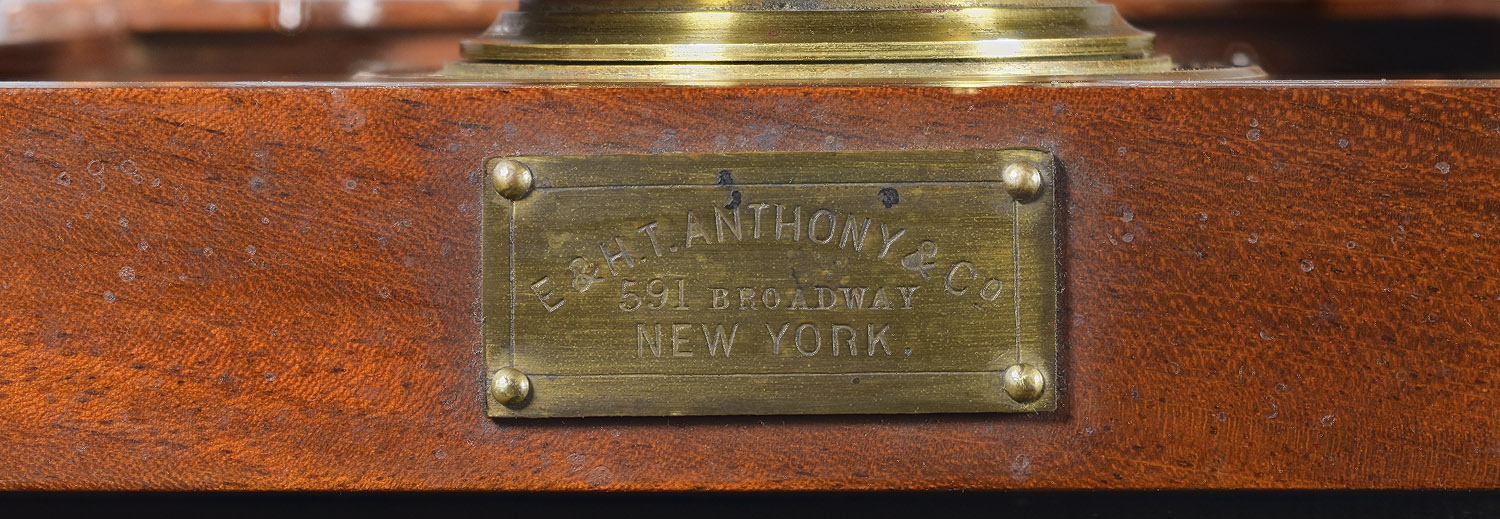 E & H.T. ANTHONY & Co
591 BROADWAY
NEW YORK.